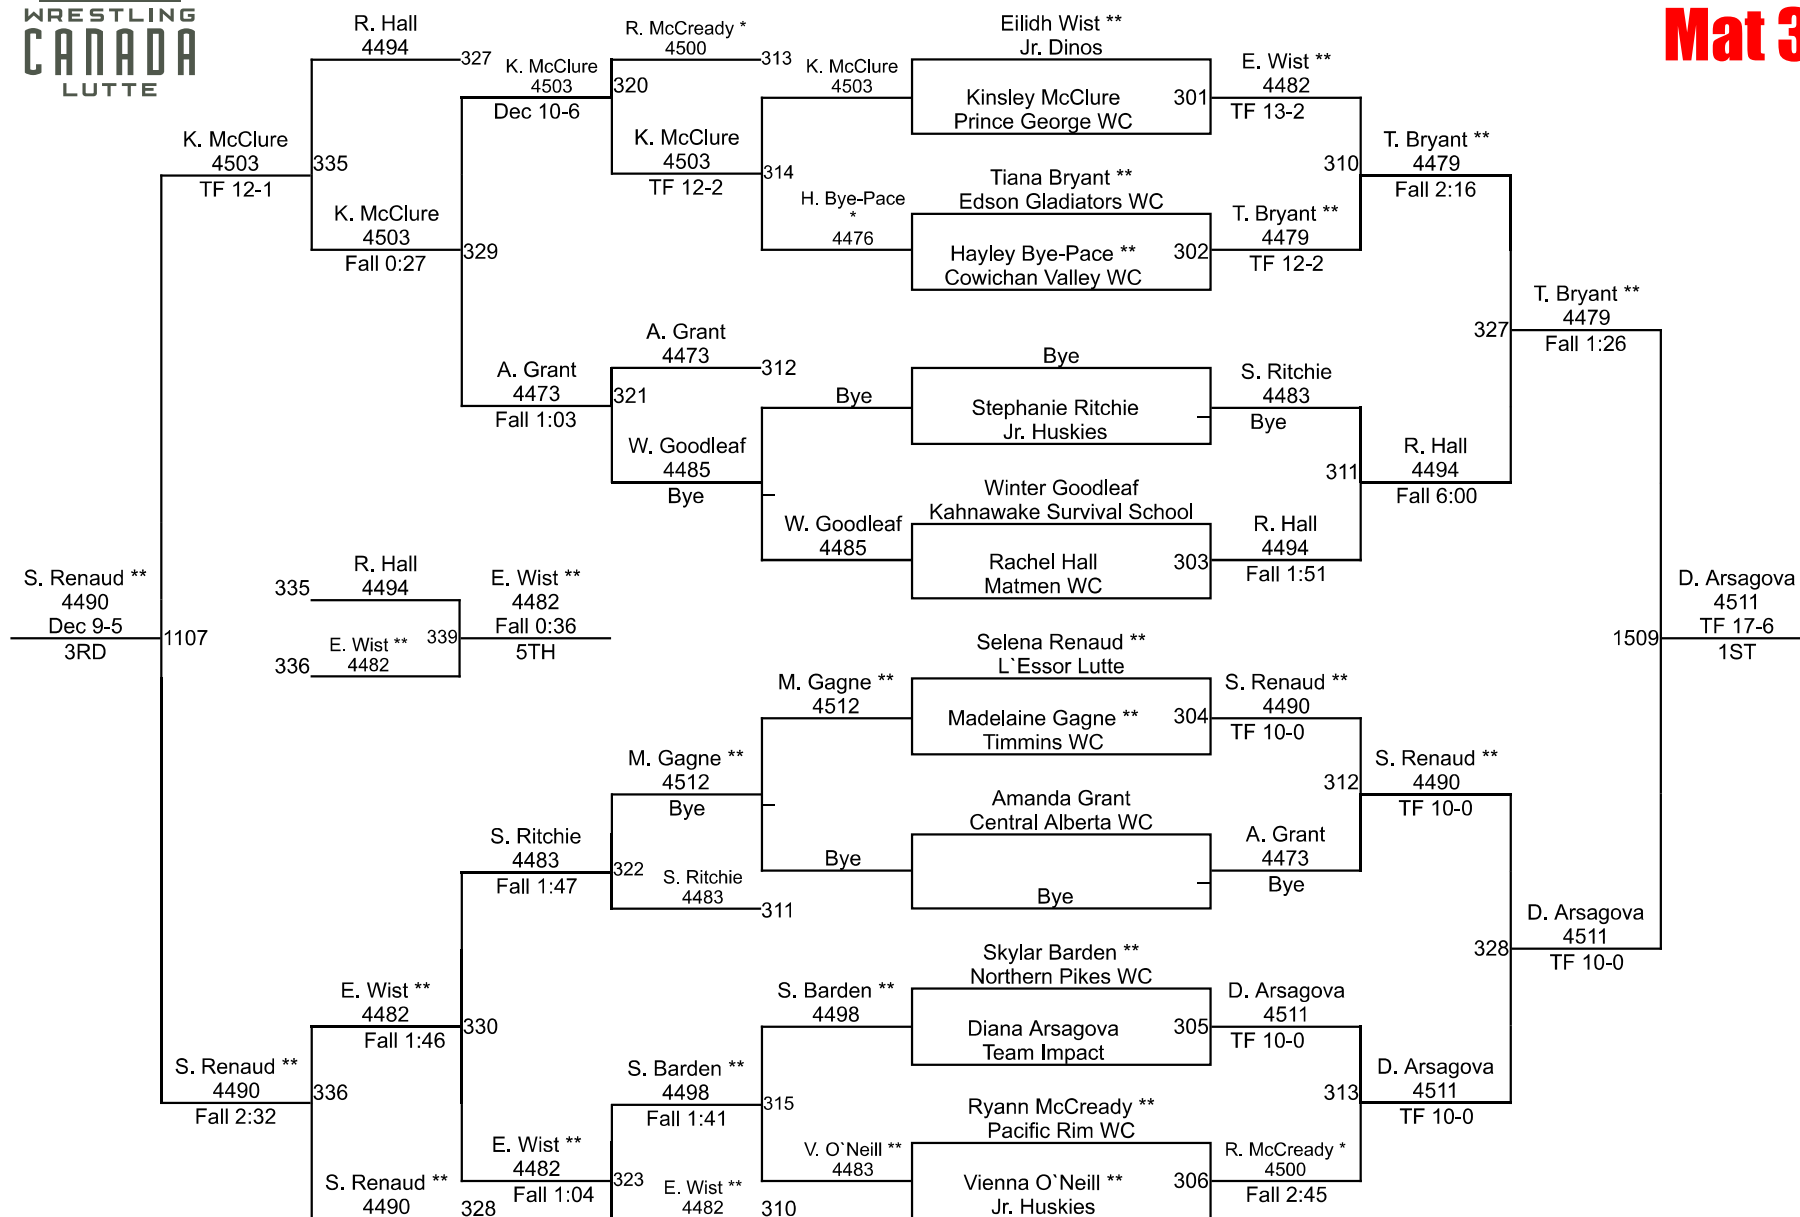 WRESTLING
CANADA
LUTTE
Mat 3
R. Hall
4494
327
K. McClure
4503
Dec 10-6
320
R. McCready *
4500
313
K. McClure
4503
TF 12-1
335
K. McClure
4503
Fall 0:27
329
K. McClure
4503
TF 12-2
314
K. McClure
4503
H. Bye-Pace
*
4476
A. Grant
4473
Fall 1:03
321
A. Grant
4473
312
W. Goodleaf
4485
Bye
Bye
W. Goodleaf
4485
Eilidh Wist **
Jr. Dinos
Kinsley McClure
Prince George WC
301
E. Wist **
4482
TF 13-2
Tiana Bryant **
Edson Gladiators WC
Hayley Bye-Pace **
Cowichan Valley WC
302
T. Bryant **
4479
TF 12-2
310
T. Bryant **
4479
Fall 2:16
Bye
Stephanie Ritchie
Jr. Huskies
S. Ritchie
4483
Bye
Winter Goodleaf
Kahnawake Survival School
Rachel Hall
Matmen WC
303
R. Hall
4494
Fall 1:51
311
R. Hall
4494
Fall 6:00
327
T. Bryant **
4479
Fall 1:26
S. Renaud **
4490
Dec 9-5
3RD
1107
335
R. Hall
4494
336
E. Wist **
4482
339
E. Wist **
4482
Fall 0:36
5TH
1509
D. Arsagova
4511
TF 17-6
1ST
Selena Renaud **
L`Essor Lutte
Madelaine Gagne **
Timmins WC
304
S. Renaud **
4490
TF 10-0
Amanda Grant
Central Alberta WC
Bye
A. Grant
4473
Bye
312
S. Renaud **
4490
TF 10-0
M. Gagne **
4512
M. Gagne **
4512
Bye
Bye
S. Ritchie
4483
Fall 1:47
322
S. Ritchie
4483
311
Skylar Barden **
Northern Pikes WC
Diana Arsagova
Team Impact
305
D. Arsagova
4511
TF 10-0
Ryann McCready **
Pacific Rim WC
Vienna O`Neill **
Jr. Huskies
306
R. McCready *
4500
Fall 2:45
313
D. Arsagova
4511
TF 10-0
328
D. Arsagova
4511
TF 10-0
E. Wist **
4482
Fall 1:46
330
S. Barden **
4498
S. Barden **
4498
Fall 1:41
315
V. O`Neill **
4483
S. Renaud **
4490
Fall 2:32
336
S. Renaud **
4490
328
E. Wist **
4482
Fall 1:04
323
E. Wist **
4482
310